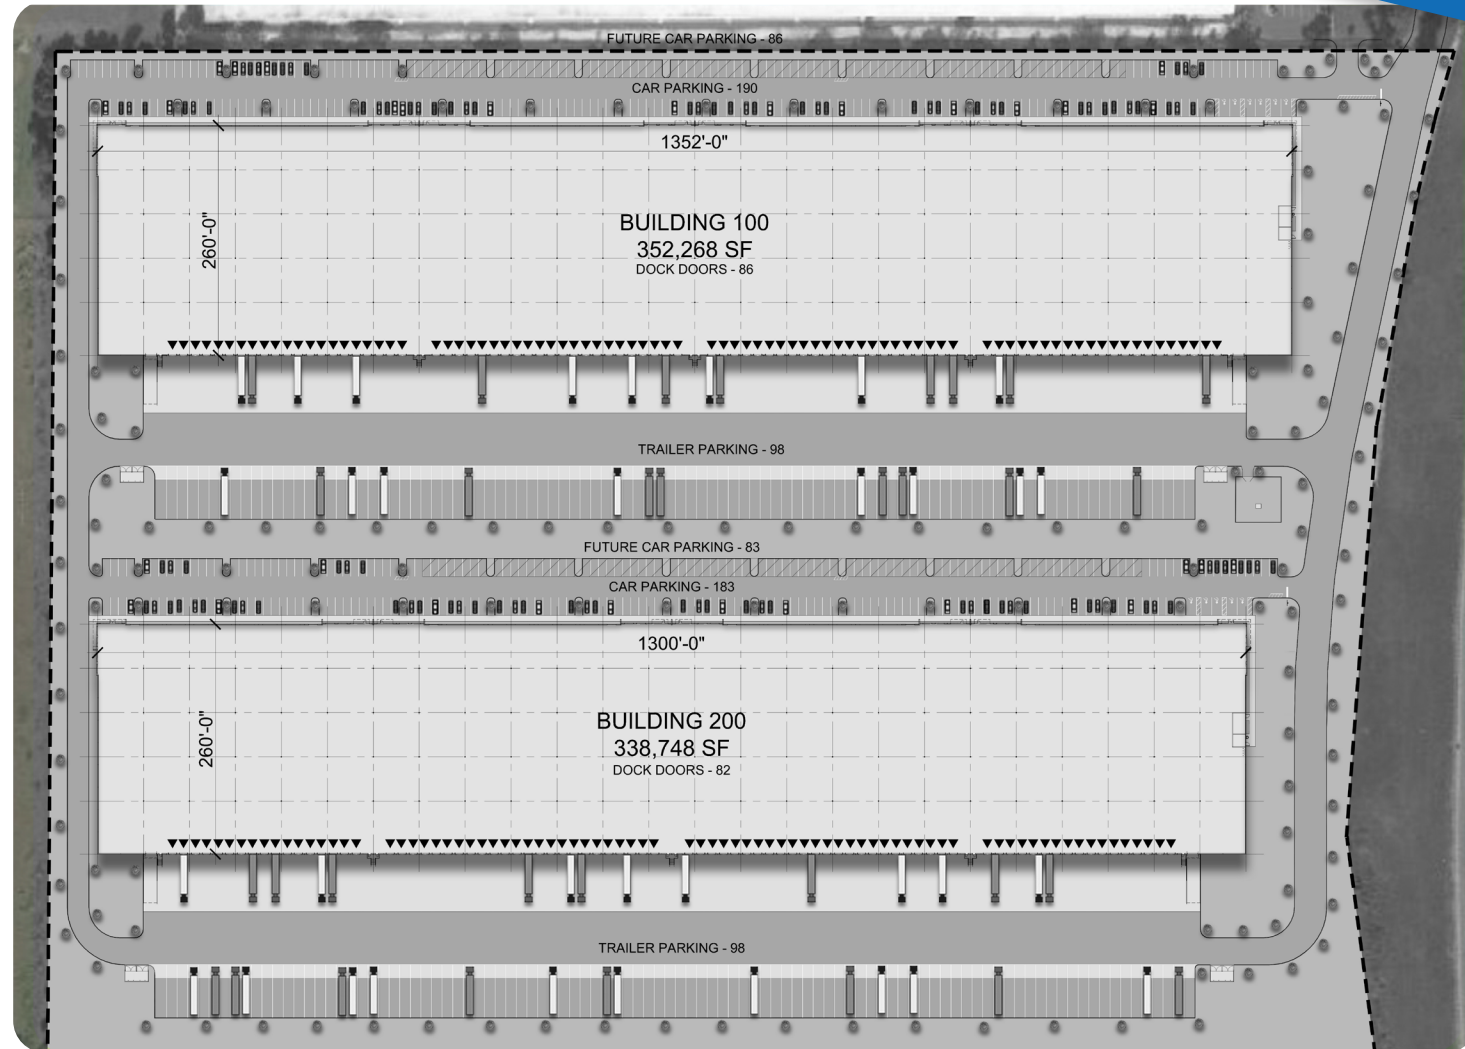 FUTURE CAR PARKING - 86
CAR PARKING - 190
1352'-0"
260'-0"
BUILDING 100
352,268 SF
DOCK DOORS - 86
TRAILER PARKING - 98
FUTURE CAR PARKING - 83
CAR PARKING - 183
1300'-0"
260'-0"
BUILDING 200
338,748 SF
DOCK DOORS - 82
TRAILER PARKING - 98